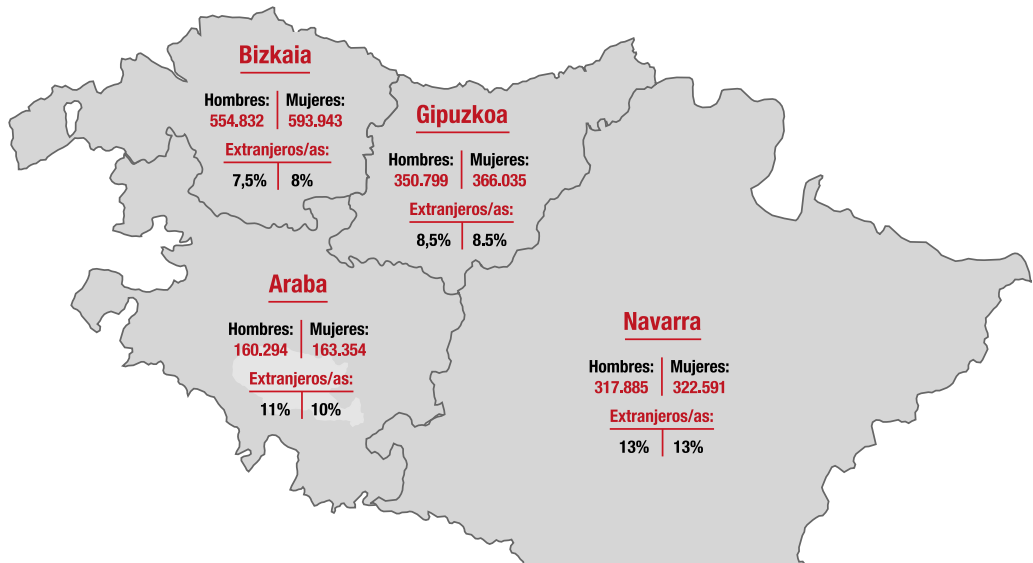 Bizkaia
Hombres: Mujeres:
554.832 593.943
Extranjeros/as:
7,5% 8%
Gipuzkoa
Hombres: Mujeres:
350.799 366.035
Extranjeros/as:
8,5% 8.5%
Araba
Hombres: Mujeres:
160.294 163.354
Extranjeros/as:
11% 10%
Navarra
Hombres: Mujeres:
317.885 322.591
Extranjeros/as:
13% 13%